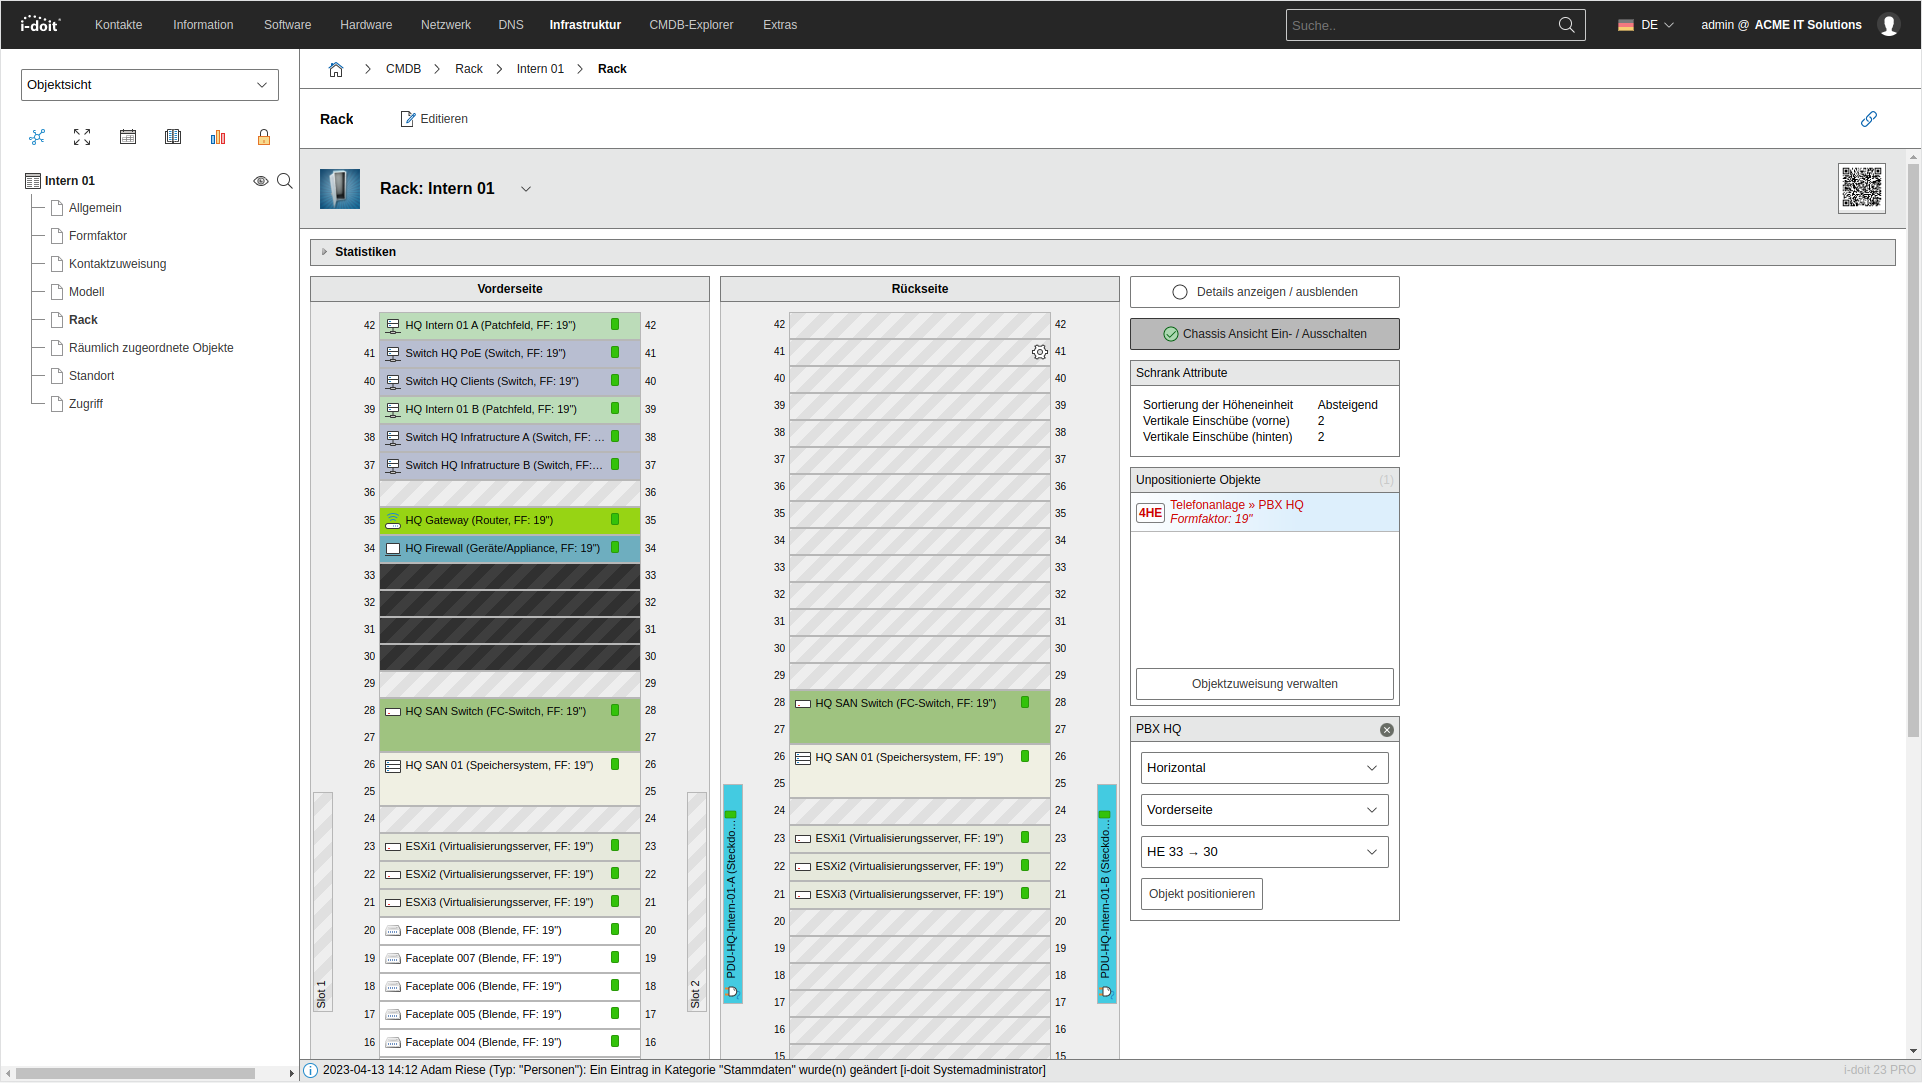 i-doit Kontakte Information Software Hardware Netzwerk DNS Infrastruktur CMDB-Explorer Extras Suche.. DE admin @ ACME IT Solutions
Objektsicht
Intern 01
Allgemein
Formfaktor
Kontaktzuweisung
Modell
Rack
Räumlich zugeordnete Objekte
Standort
Zugriff
CMDB Rack Intern 01 Rack
Rack Editieren
Rack: Intern 01
Statistiken
Vorderseite
42 HQ Intern 01 A (Patchfeld, FF: 19") 42
41 Switch HQ PoE (Switch, FF: 19") 41
40 Switch HQ Clients (Switch, FF: 19") 40
39 HQ Intern 01 B (Patchfeld, FF: 19") 39
38 Switch HQ Infratructure A (Switch, FF: ... 38
37 Switch HQ Infratructure B (Switch, FF:... 37
36 36
35 HQ Gateway (Router, FF: 19") 35
34 HQ Firewall (Geräte/Appliance, FF: 19") 34
33 33
32 32
31 31
30 30
29 29
28 HQ SAN Switch (FC-Switch, FF: 19") 28
27 27
26 HQ SAN 01 (Speichersystem, FF: 19") 26
25 25
24 24
23 ESXi1 (Virtualisierungsserver, FF: 19") 23
22 ESXi2 (Virtualisierungsserver, FF: 19") 22
21 ESXi3 (Virtualisierungsserver, FF: 19") 21
20 Faceplate 008 (Blende, FF: 19") 20
19 Faceplate 007 (Blende, FF: 19") 19
18 Faceplate 006 (Blende, FF: 19") 18
17 Faceplate 005 (Blende, FF: 19") 17
16 Faceplate 004 (Blende, FF: 19") 16
Slot 1
Slot 2
Rückseite
42 42
41 41
40 40
39 39
38 38
37 37
36 36
35 35
34 34
33 33
32 32
31 31
30 30
29 29
28 HQ SAN Switch (FC-Switch, FF: 19") 28
27 27
26 HQ SAN 01 (Speichersystem, FF: 19") 26
25 25
24 24
23 ESXi1 (Virtualisierungsserver, FF: 19") 23
22 ESXi2 (Virtualisierungsserver, FF: 19") 22
21 ESXi3 (Virtualisierungsserver, FF: 19") 21
20 20
19 19
18 18
17 17
16 16
15 15
PDU-HQ-Intern-01-A (Steckdo...
PDU-HQ-Intern-01-B (Steckdo...
Details anzeigen / ausblenden
Chassis Ansicht Ein- / Ausschalten
Schrank Attribute
Sortierung der Höheneinheit Absteigend
Vertikale Einschübe (vorne) 2
Vertikale Einschübe (hinten) 2
Unpositionierte Objekte (1)
4HE Telefonanlage » PBX HQ
Formfaktor: 19"
Objektzuweisung verwalten
PBX HQ
Horizontal
Vorderseite
HE 33 → 30
Objekt positionieren
2023-04-13 14:12 Adam Riese (Typ: "Personen"): Ein Eintrag in Kategorie "Stammdaten" wurde(n) geändert [i-doit Systemadministrator]
i-doit 23 PRO